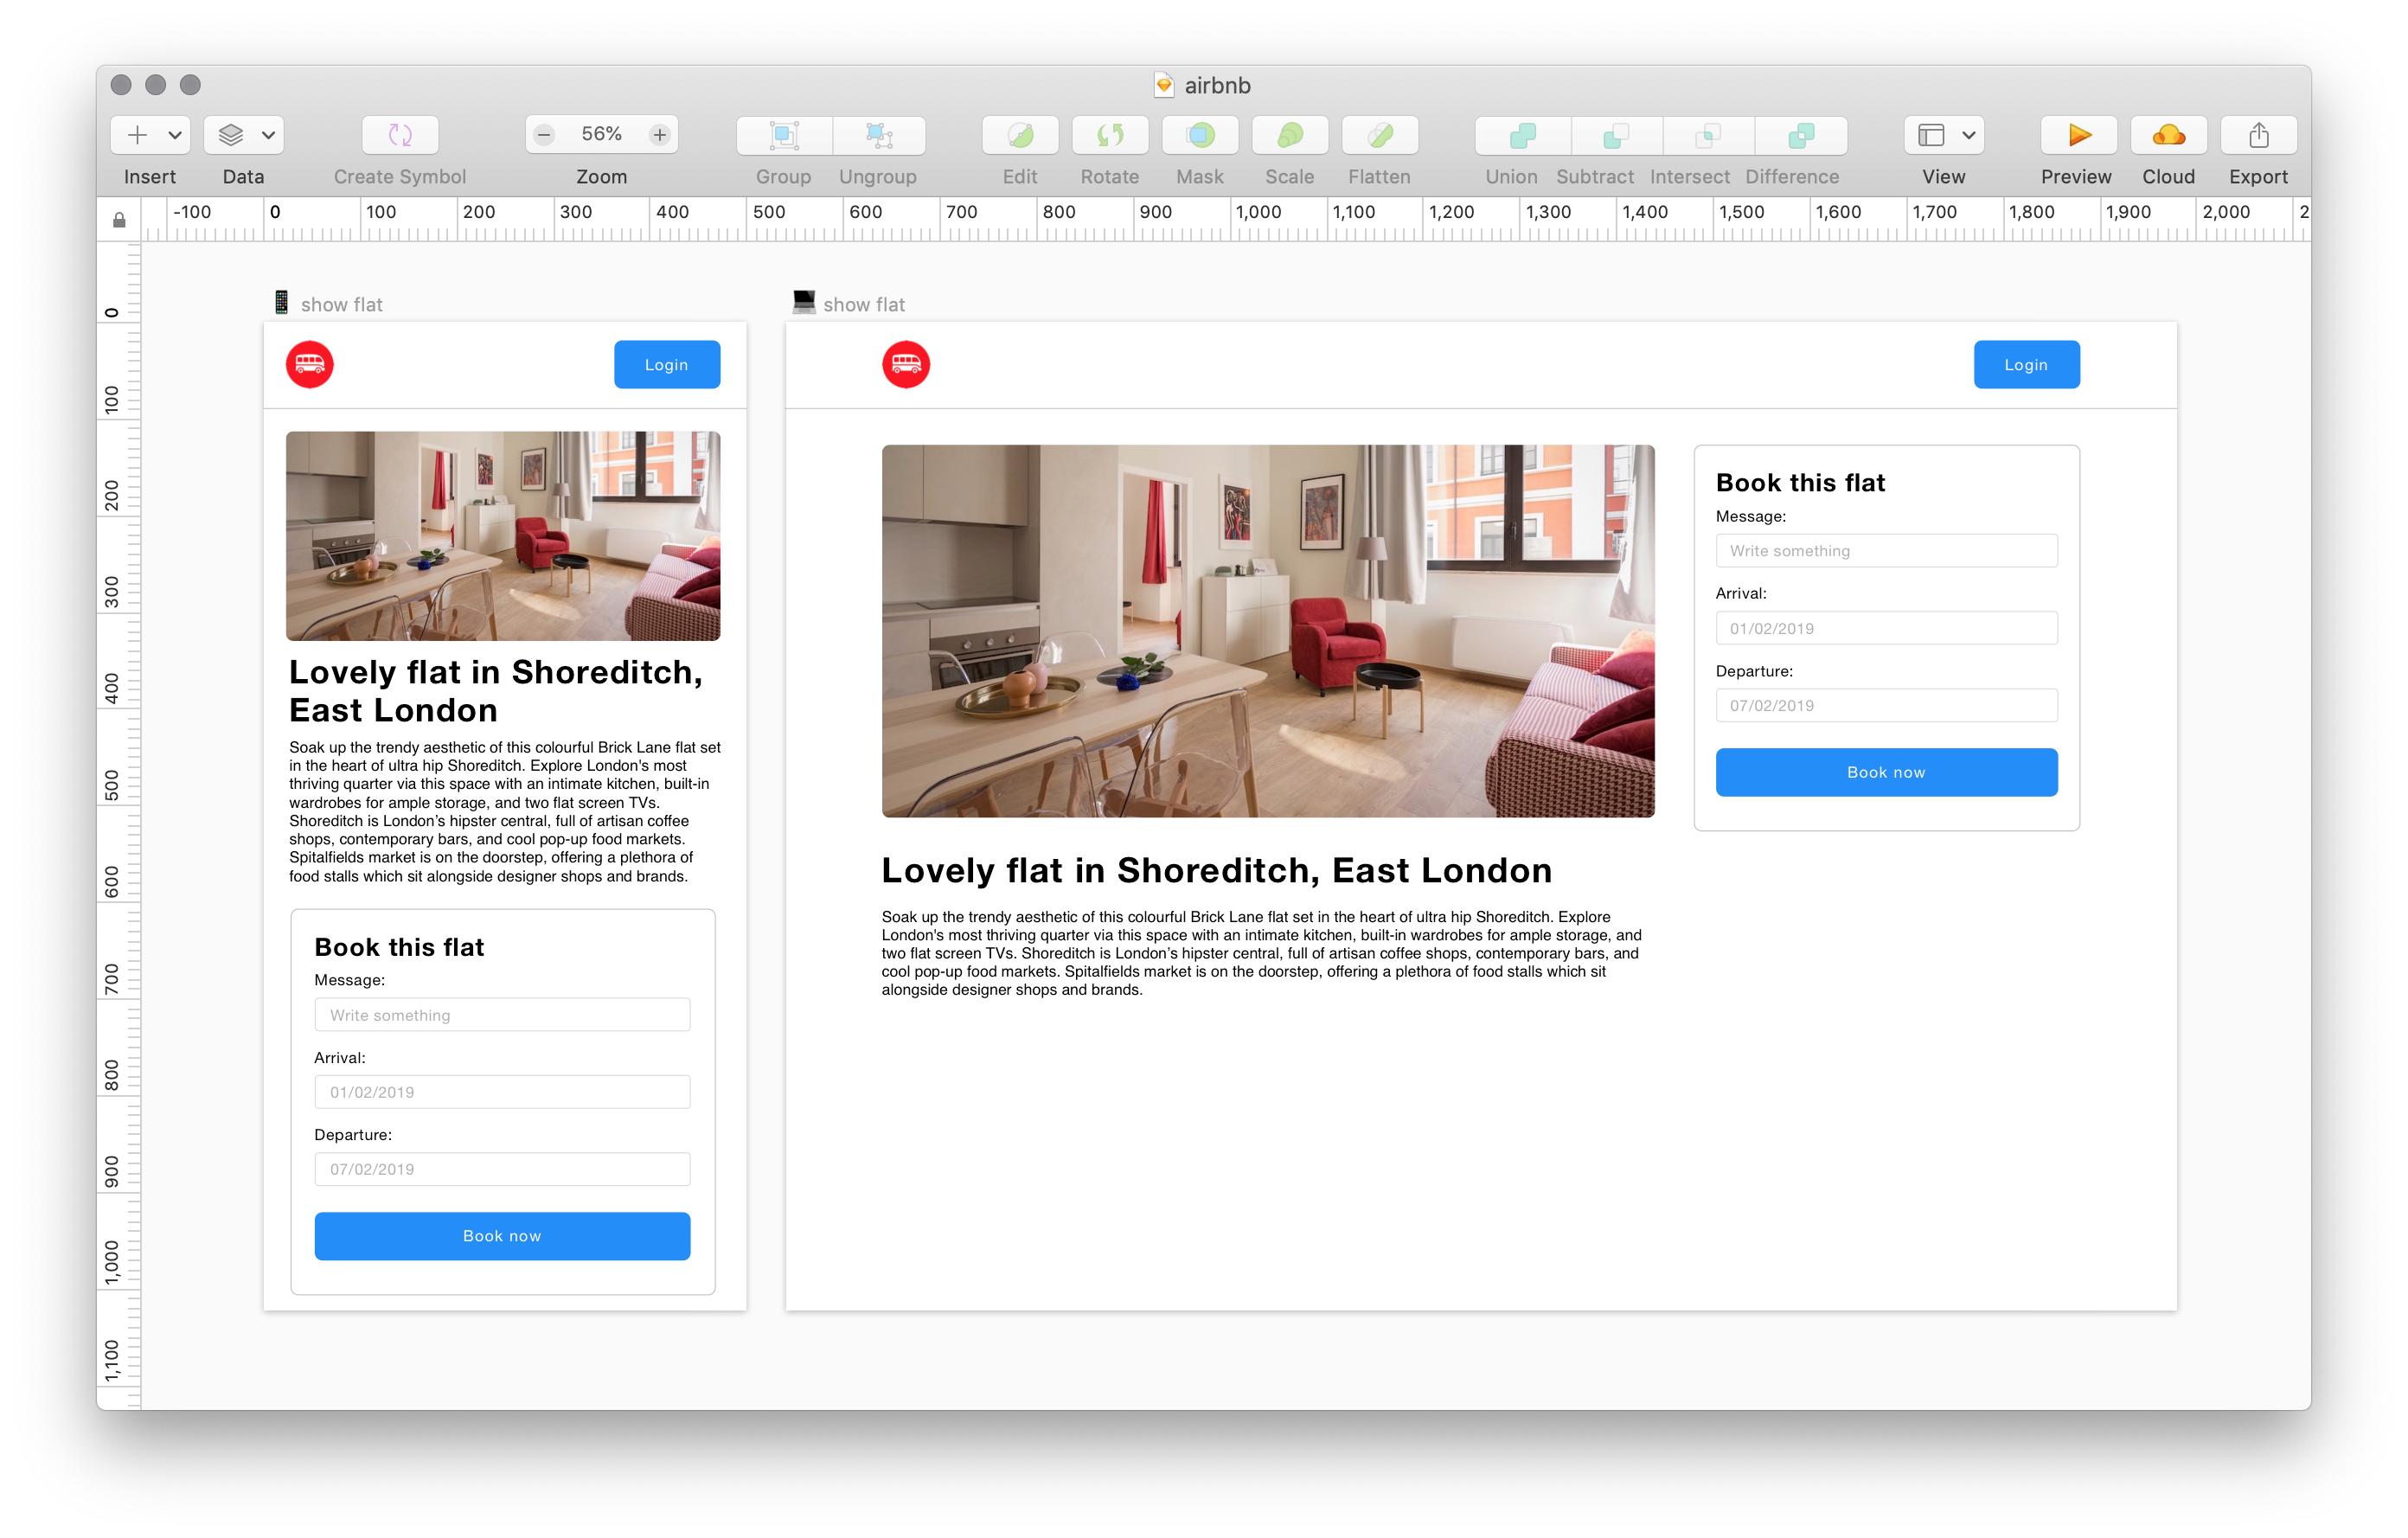 airbnb
56%
Insert Data Create Symbol Zoom Group Ungroup Edit Rotate Mask Scale Flatten Union Subtract Intersect Difference View Preview Cloud Export
-100 0 100 200 300 400 500 600 700 800 900 1,000 1,100 1,200 1,300 1,400 1,500 1,600 1,700 1,800 1,900 2,000 2
0
100
200
300
400
500
600
700
800
900
1,000
1,100
show flat
Login
Lovely flat in Shoreditch,
East London
Soak up the trendy aesthetic of this colourful Brick Lane flat set
in the heart of ultra hip Shoreditch. Explore London's most
thriving quarter via this space with an intimate kitchen, built-in
wardrobes for ample storage, and two flat screen TVs.
Shoreditch is London’s hipster central, full of artisan coffee
shops, contemporary bars, and cool pop-up food markets.
Spitalfields market is on the doorstep, offering a plethora of
food stalls which sit alongside designer shops and brands.
Book this flat
Message:
Write something
Arrival:
01/02/2019
Departure:
07/02/2019
Book now
show flat
Login
Lovely flat in Shoreditch, East London
Soak up the trendy aesthetic of this colourful Brick Lane flat set in the heart of ultra hip Shoreditch. Explore
London's most thriving quarter via this space with an intimate kitchen, built-in wardrobes for ample storage, and
two flat screen TVs. Shoreditch is London’s hipster central, full of artisan coffee shops, contemporary bars, and
cool pop-up food markets. Spitalfields market is on the doorstep, offering a plethora of food stalls which sit
alongside designer shops and brands.
Book this flat
Message:
Write something
Arrival:
01/02/2019
Departure:
07/02/2019
Book now